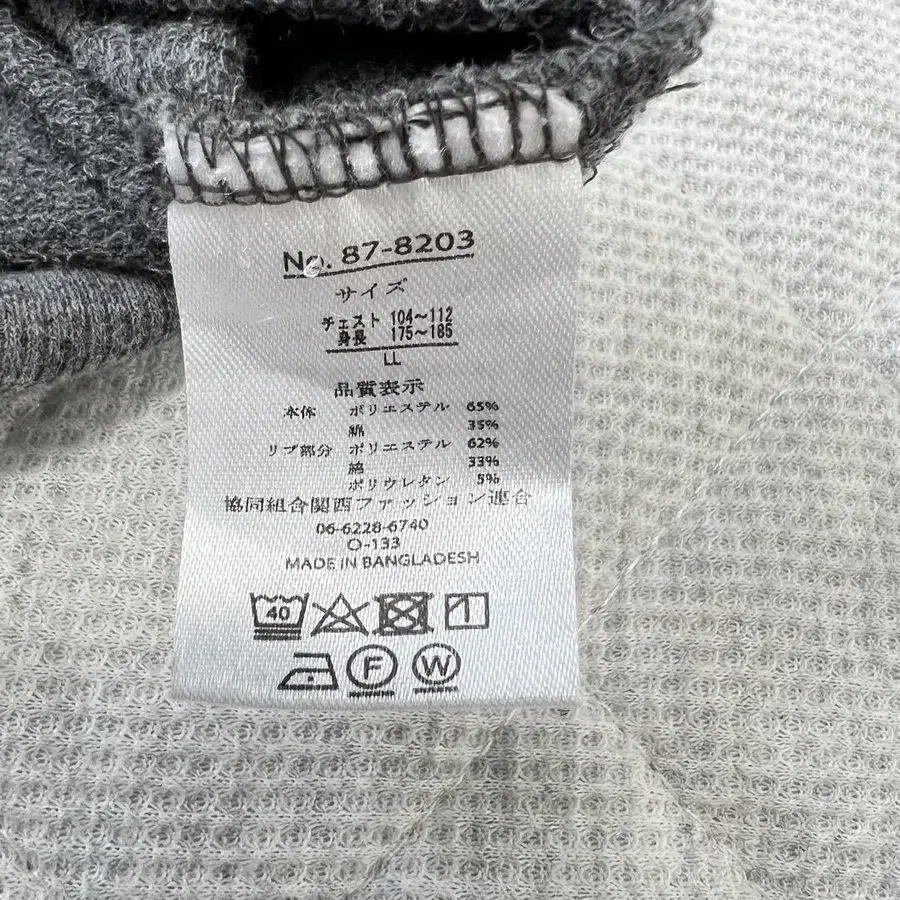 No. 87-8203
サイズ
チェスト 104～112
身長 175～185
LL
品質表示
本体 ポリエステル 65%
綿 35%
リブ部分 ポリエステル 62%
綿 33%
ポリウレタン 5%
協同組合関西ファッション連合
06-6228-6740
O-133
MADE IN BANGLADESH
40
F W